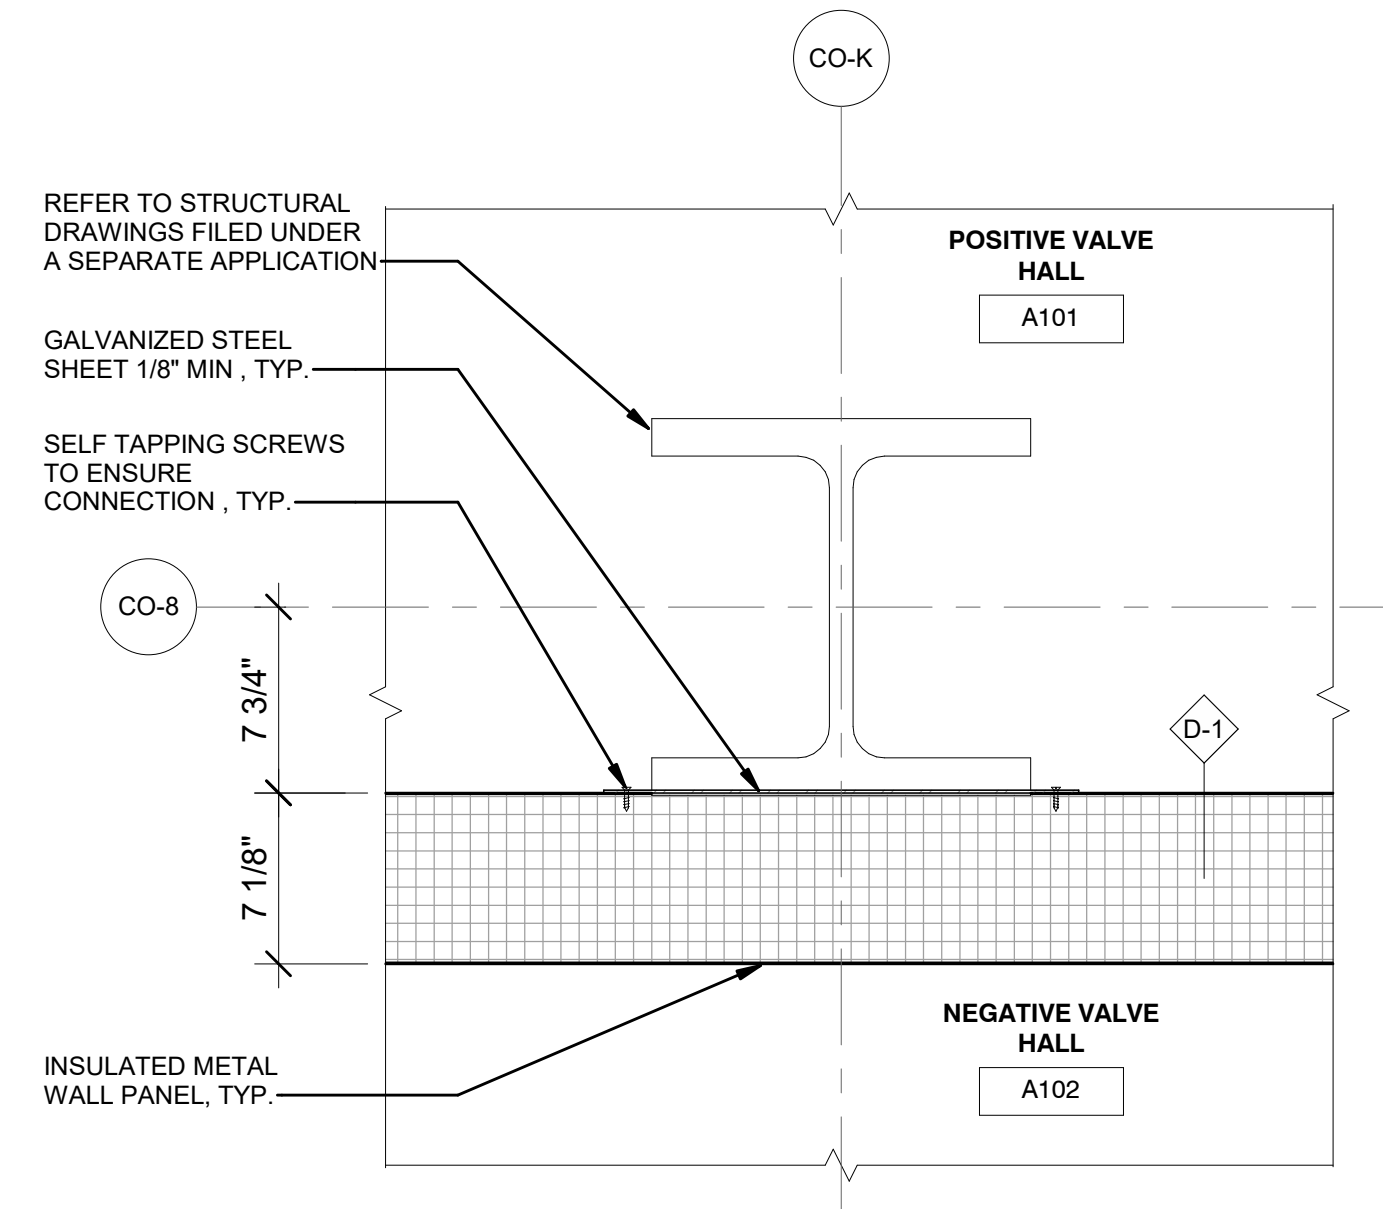 CO-K
REFER TO STRUCTURAL
DRAWINGS FILED UNDER
A SEPARATE APPLICATION
POSITIVE VALVE
HALL
A101
GALVANIZED STEEL
SHEET 1/8" MIN , TYP.
SELF TAPPING SCREWS
TO ENSURE
CONNECTION , TYP.
CO-8
7 3/4"
D-1
7 1/8"
NEGATIVE VALVE
HALL
A102
INSULATED METAL
WALL PANEL, TYP.